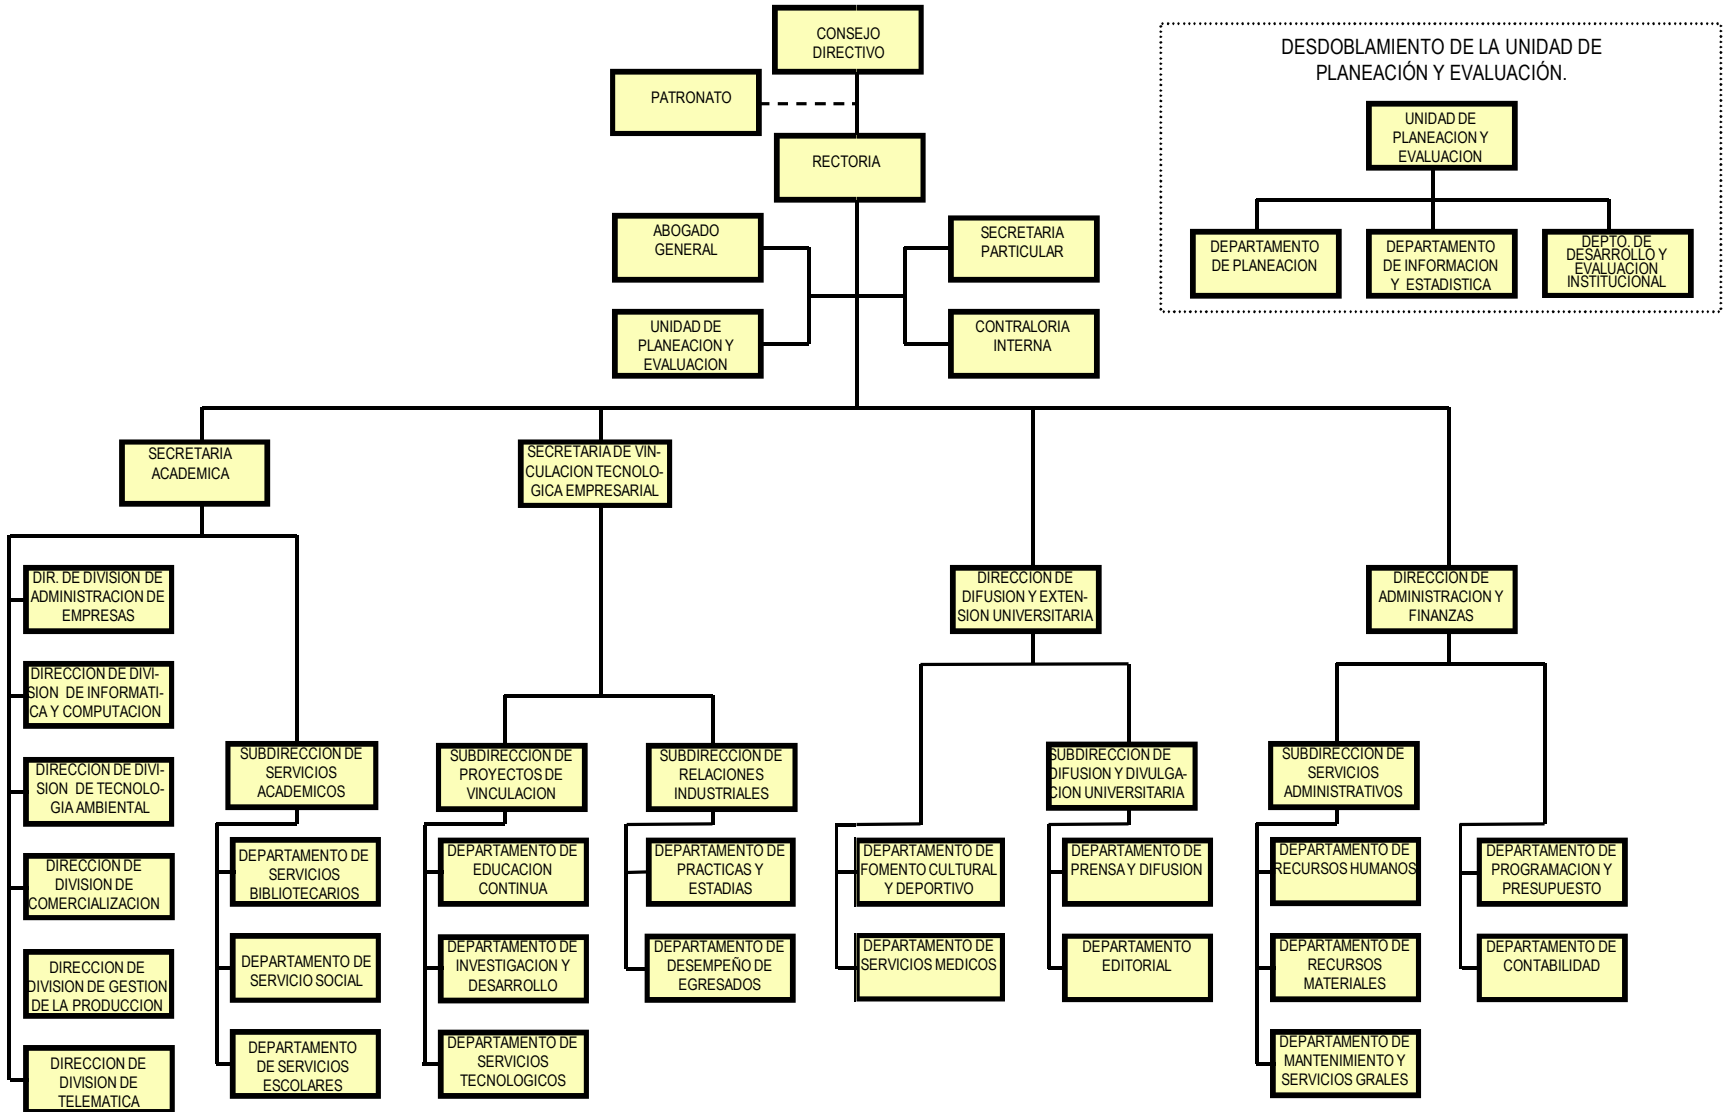 CONSEJO
DIRECTIVO
PATRONATO
RECTORIA
ABOGADO
GENERAL
SECRETARIA
PARTICULAR
UNIDAD DE
PLANEACION Y
EVALUACION
CONTRALORIA
INTERNA
DESDOBLAMIENTO DE LA UNIDAD DE
PLANEACIÓN Y EVALUACIÓN.
UNIDAD DE
PLANEACION Y
EVALUACION
DEPARTAMENTO
DE PLANEACION
DEPARTAMENTO
DE INFORMACION
Y ESTADISTICA
DEPTO. DE
DESARROLLO Y
EVALUACION
INSTITUCIONAL
SECRETARIA
ACADEMICA
SECRETARIA DE VIN-
CULACION TECNOLO-
GICA EMPRESARIAL
DIRECCION DE
DIFUSION Y EXTEN-
SION UNIVERSITARIA
DIRECCION DE
ADMINISTRACION Y
FINANZAS
DIR. DE DIVISION DE
ADMINISTRACION DE
EMPRESAS
DIRECCION DE DIVI-
SION DE INFORMATI-
CA Y COMPUTACION
DIRECCION DE DIVI-
SION DE TECNOLO-
GIA AMBIENTAL
DIRECCION DE
DIVISION DE
COMERCIALIZACION
DIRECCION DE
DIVISION DE GESTION
DE LA PRODUCCION
DIRECCION DE
DIVISION DE
TELEMATICA
SUBDIRECCION DE
SERVICIOS
ACADEMICOS
DEPARTAMENTO DE
SERVICIOS
BIBLIOTECARIOS
DEPARTAMENTO DE
SERVICIO SOCIAL
DEPARTAMENTO
DE SERVICIOS
ESCOLARES
SUBDIRECCION DE
PROYECTOS DE
VINCULACION
DEPARTAMENTO DE
EDUCACION
CONTINUA
DEPARTAMENTO DE
INVESTIGACION Y
DESARROLLO
DEPARTAMENTO DE
SERVICIOS
TECNOLOGICOS
SUBDIRECCION DE
RELACIONES
INDUSTRIALES
DEPARTAMENTO DE
PRACTICAS Y
ESTADIAS
DEPARTAMENTO DE
DESEMPEÑO DE
EGRESADOS
DEPARTAMENTO DE
FOMENTO CULTURAL
Y DEPORTIVO
DEPARTAMENTO DE
SERVICIOS MEDICOS
SUBDIRECCION DE
DIFUSION Y DIVULGA-
CION UNIVERSITARIA
DEPARTAMENTO DE
PRENSA Y DIFUSION
DEPARTAMENTO
EDITORIAL
SUBDIRECCION DE
SERVICIOS
ADMINISTRATIVOS
DEPARTAMENTO DE
RECURSOS HUMANOS
DEPARTAMENTO DE
RECURSOS
MATERIALES
DEPARTAMENTO DE
MANTENIMIENTO Y
SERVICIOS GRALES
DEPARTAMENTO DE
PROGRAMACION Y
PRESUPUESTO
DEPARTAMENTO DE
CONTABILIDAD